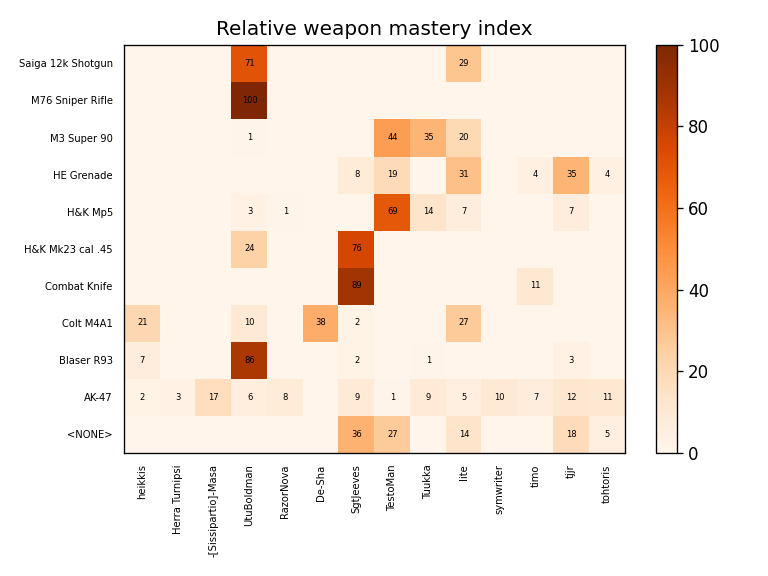 Relative weapon mastery index
Saiga 12k Shotgun 71 29
M76 Sniper Rifle 100
M3 Super 90 1 44 35 20
HE Grenade 8 19 31 4 35 4
H&K Mp5 3 1 69 14 7 7
H&K Mk23 cal .45 24 76
Combat Knife 89 11
Colt M4A1 21 10 38 2 27
Blaser R93 7 86 2 1 3
AK-47 2 3 17 6 8 9 1 9 5 10 7 12 11
<NONE> 36 27 14 18 5
heikkis
Herra Turnipsi
-[Sissipartio]-Masa
UtuBoldman
RazorNova
De-Sha
SgtJeeves
TestoMan
Tuukka
lite
symwriter
timo
tjjr
tohtoris
100
80
60
40
20
0